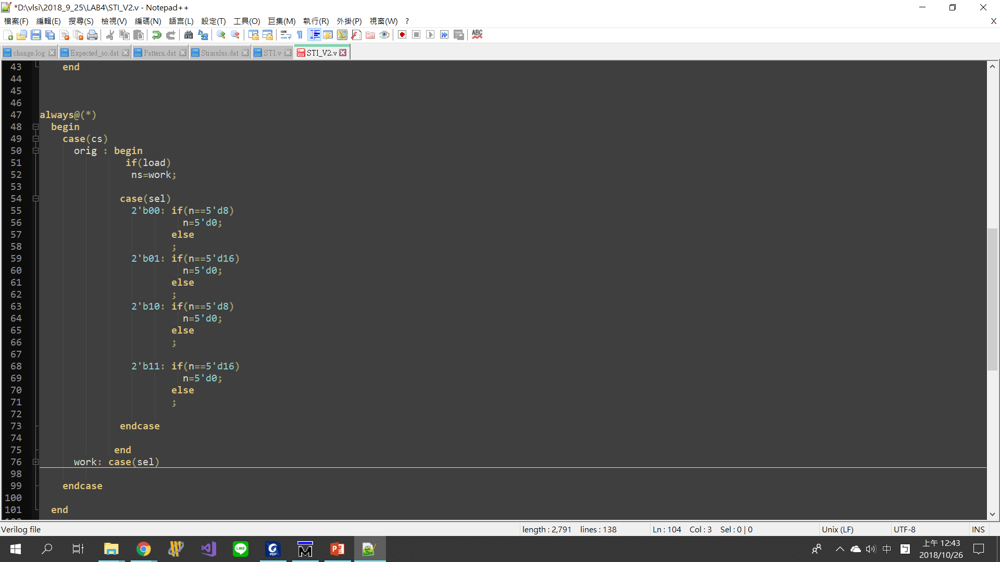 *D:\vlsi\2018_9_25\LAB4\STI_V2.v - Notepad++
檔案(F) 編輯(E) 搜尋(S) 檢視(V) 編碼(N) 語言(L) 設定(T) 工具(O) 巨集(M) 執行(R) 外掛(P) 視窗(W) ? X
ABC
change.log Expected_so.dat Pattern.dat Stimulus.dat STI.v STI_V2.v
43 end
44
45
46
47 always@(*)
48 begin
49 case(cs)
50 orig : begin
51 if(load)
52 ns=work;
53
54 case(sel)
55 2'b00: if(n==5'd8)
56 n=5'd0;
57 else
58 ;
59 2'b01: if(n==5'd16)
60 n=5'd0;
61 else
62 ;
63 2'b10: if(n==5'd8)
64 n=5'd0;
65 else
66 ;
67
68 2'b11: if(n==5'd16)
69 n=5'd0;
70 else
71 ;
72
73 endcase
74
75 end
76 work: case(sel)
98
99 endcase
100
101 end
Verilog file length : 2,791 lines : 138 Ln : 104 Col : 3 Sel : 0 | 0 Unix (LF) UTF-8 INS
LINE PDF 中 上午 12:43
2018/10/26